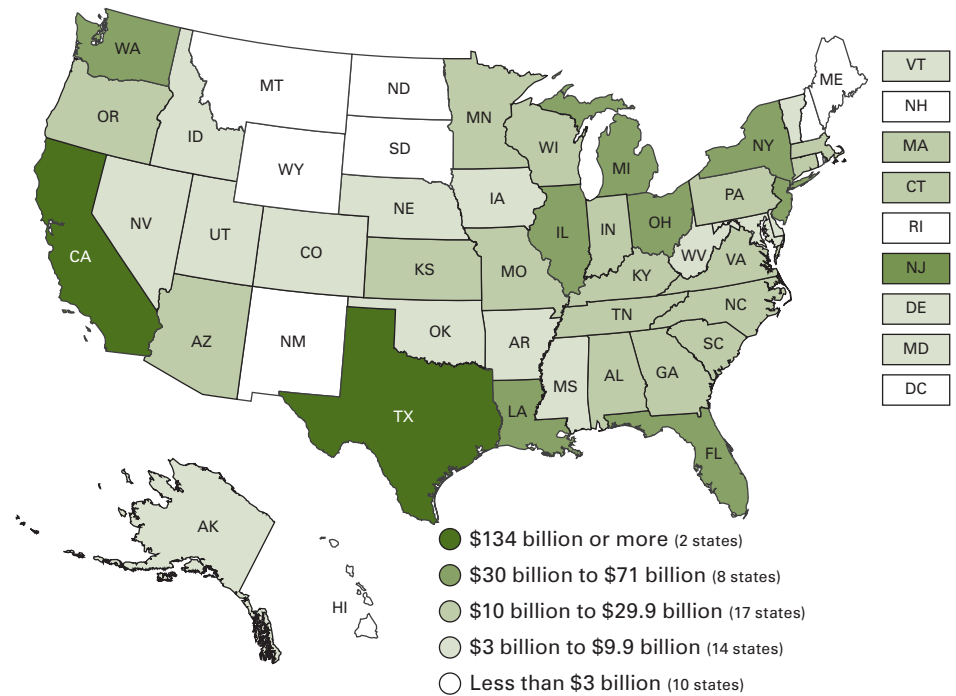 WA
MT
ND
ME
VT
OR
MN
NH
ID
SD
WI
NY
MA
WY
MI
CT
IA
PA
NE
RI
NV
UT
IL
IN
OH
NJ
CA
CO
WV
VA
KS
MO
KY
DE
NC
TN
AZ
NM
OK
AR
SC
MD
MS
AL
GA
DC
TX
LA
FL
AK
HI
$134 billion or more (2 states)
$30 billion to $71 billion (8 states)
$10 billion to $29.9 billion (17 states)
$3 billion to $9.9 billion (14 states)
Less than $3 billion (10 states)